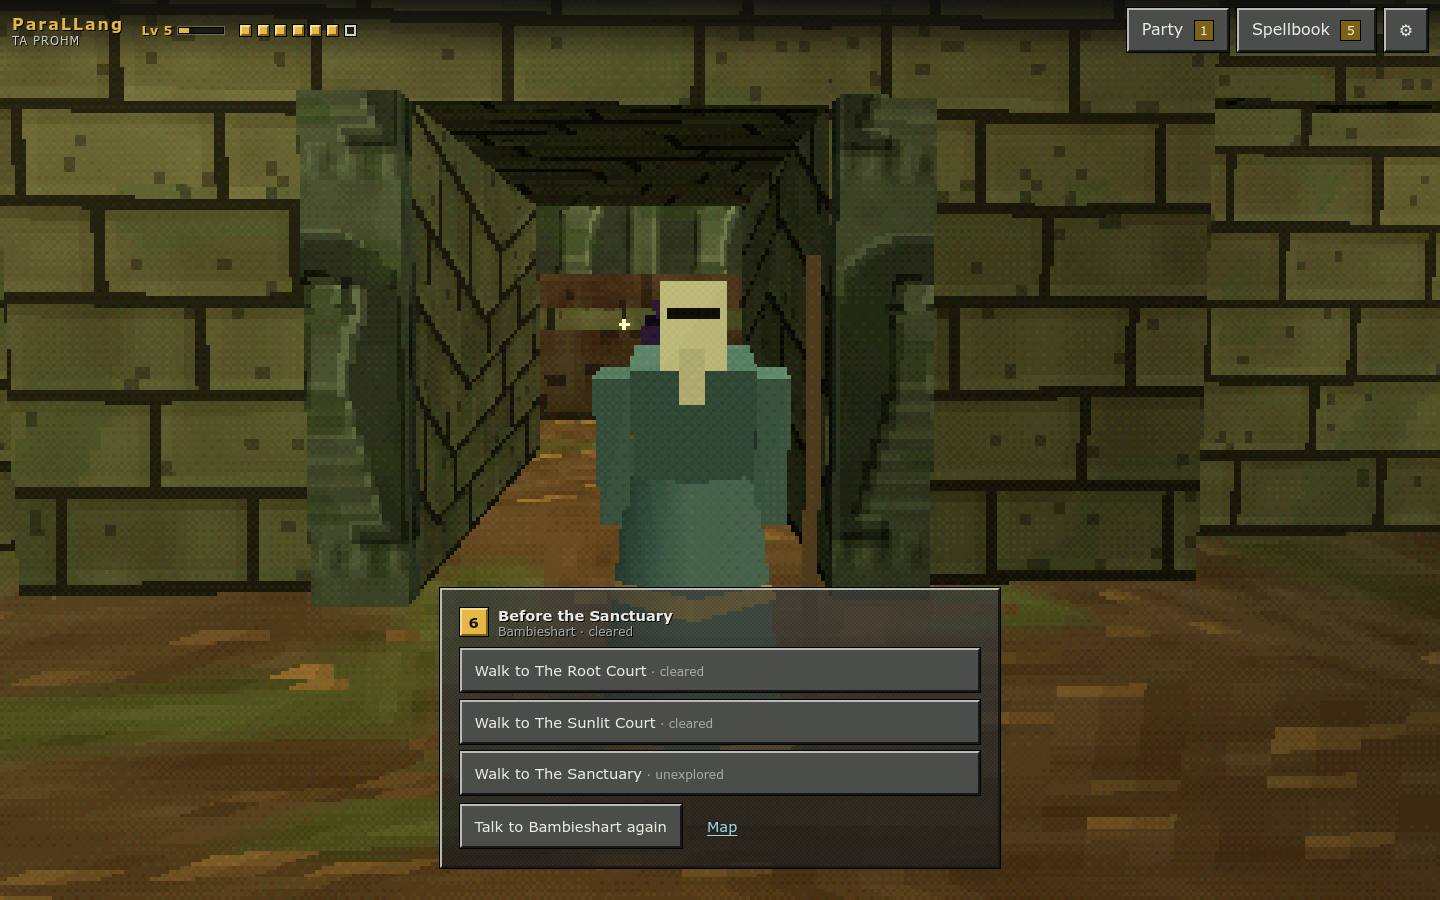 ParaLLang
TA PROHM
Lv 5
Party 1
Spellbook 5
6
Before the Sanctuary
Bambieshart · cleared
Walk to The Root Court · cleared
Walk to The Sunlit Court · cleared
Walk to The Sanctuary · unexplored
Talk to Bambieshart again
Map